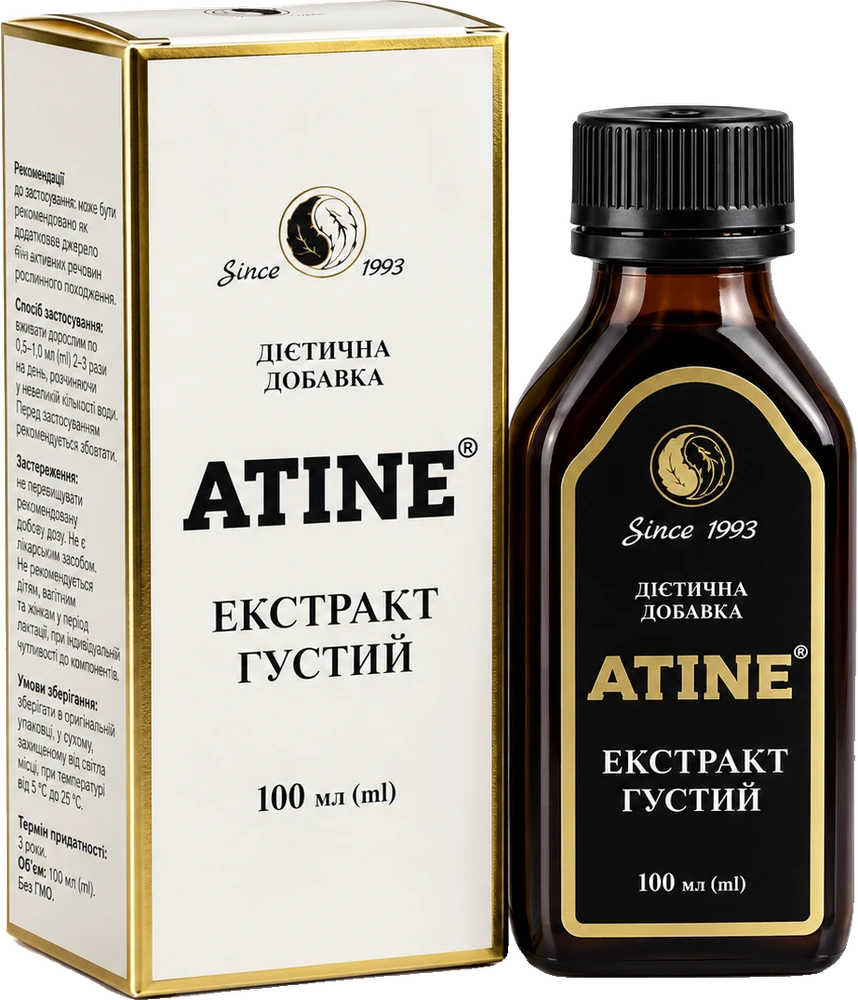 Рекомендації
до застосування: може бути
рекомендовано як
додаткове джерело
активних речовин
рослинного походження.
Спосіб застосування:
вживати дорослим по
0,5–1,0 мл (ml) 2–3 рази
на день, розчиняючи
у невеликій кількості води.
Перед застосуванням
рекомендується збовтати.
Застереження:
не перевищувати
рекомендовану
добову дозу. Не є
лікарським засобом.
Не рекомендується
дітям, вагітним
та жінкам у період
лактації, при індивідуальній
чутливості до компонентів.
Умови зберігання:
зберігати в оригінальній
упаковці, у сухому,
захищеному від світла
місці, при температурі
від 5 °C до 25 °C.
Термін придатності:
3 роки.
Об'єм: 100 мл (ml).
Без ГМО.
Since 1993
ДІЄТИЧНА
ДОБАВКА
ATINE®
ЕКСТРАКТ
ГУСТИЙ
100 мл (ml)
Since 1993
ДІЄТИЧНА
ДОБАВКА
ATINE®
ЕКСТРАКТ
ГУСТИЙ
100 мл (ml)